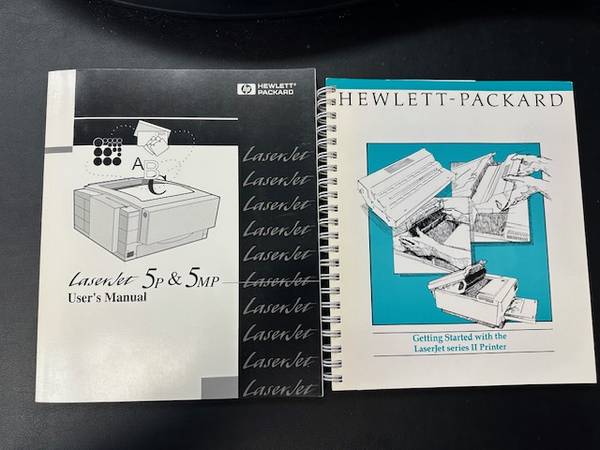 hp HEWLETT®
PACKARD
A
B
C
LaserJet
LaserJet
LaserJet
LaserJet
LaserJet
LaserJet
LaserJet
LaserJet
LaserJet
LaserJet
LaserJet 5P & 5MP
User's Manual
HEWLETT-PACKARD
Getting Started with the
LaserJet series II Printer